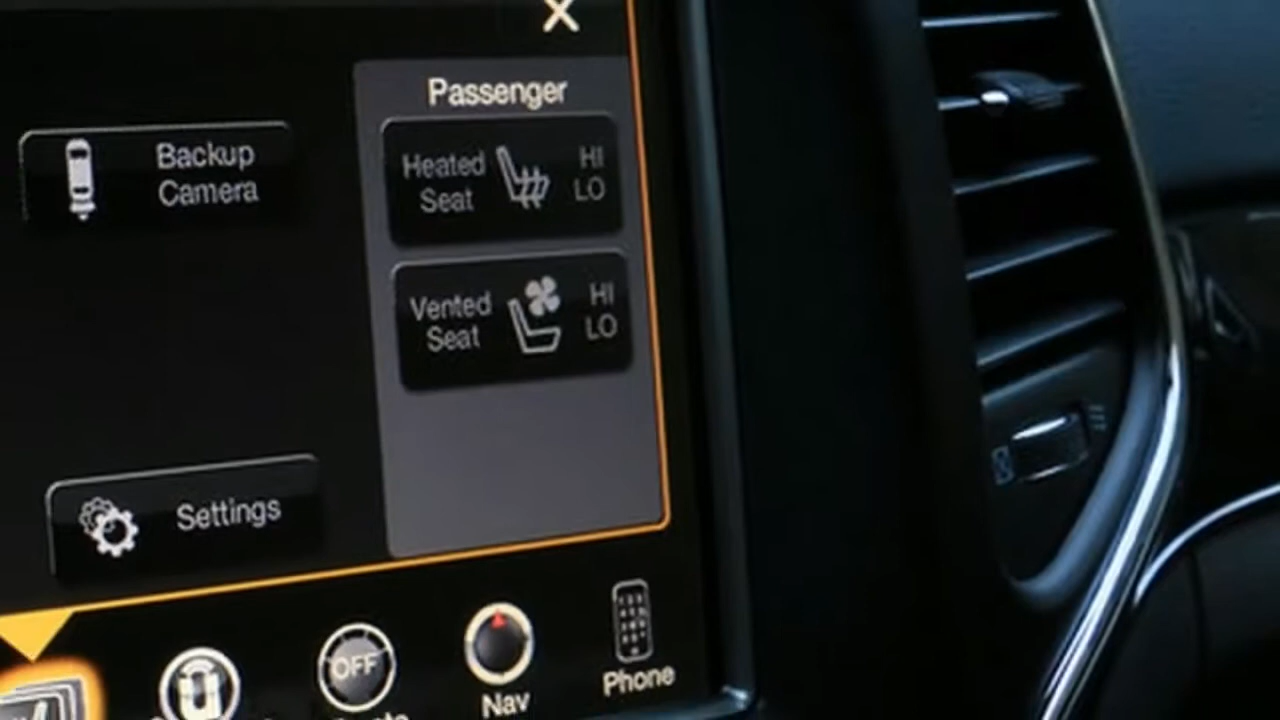 Passenger
Backup
Camera
Heated
Seat
HI
LO
Vented
Seat
HI
LO
Settings
OFF
Nav
Phone